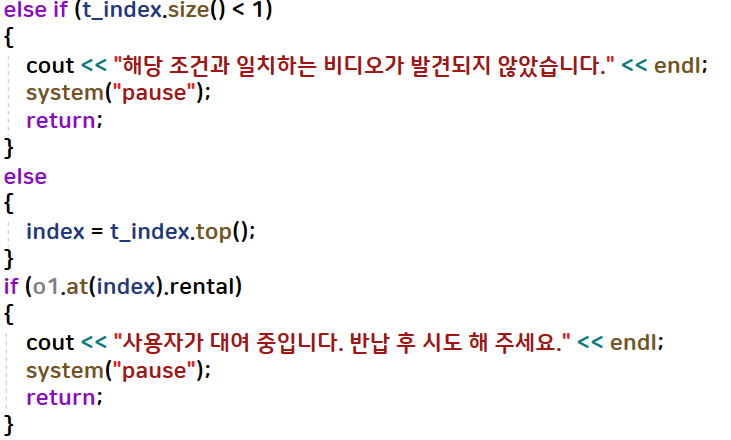 else if (t_index.size() < 1)
{
cout << "해당 조건과 일치하는 비디오가 발견되지 않았습니다." << endl;
system("pause");
return;
}
else
{
index = t_index.top();
}
if (o1.at(index).rental)
{
cout << "사용자가 대여 중입니다. 반납 후 시도 해 주세요." << endl;
system("pause");
return;
}